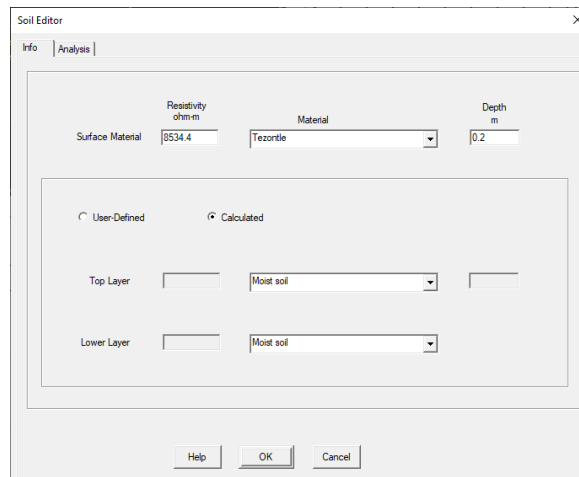 Soil Editor
Info Analysis
Resistivity
ohm-m
Material
Depth
m
Surface Material 8534.4 Tezontle 0.2
User-Defined Calculated
Top Layer Moist soil
Lower Layer Moist soil
Help OK Cancel